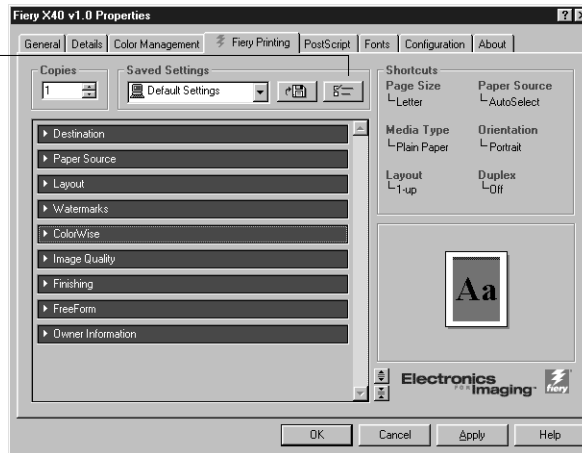 Fiery X40 v1.0 Properties
General Details Color Management Fiery Printing PostScript Fonts Configuration About
Copies
1
Saved Settings
Default Settings
Shortcuts
Page Size
Letter
Paper Source
AutoSelect
Media Type
Plain Paper
Orientation
Portrait
Layout
1-up
Duplex
Off
Destination
Paper Source
Layout
Watermarks
ColorWise
Image Quality
Finishing
FreeForm
Owner Information
Aa
Electronics
FOR Imaging™
fiery
OK Cancel Apply Help